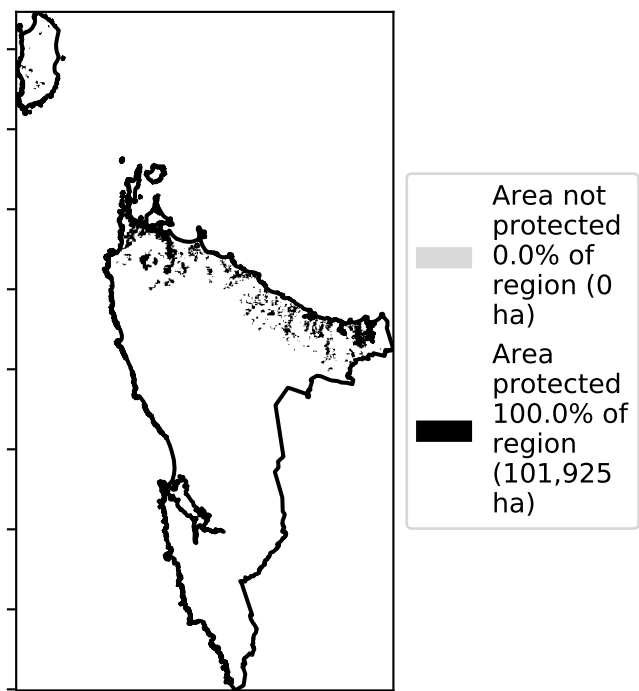 Area not
protected
0.0% of
region (0
ha)
Area
protected
100.0% of
region
(101,925
ha)